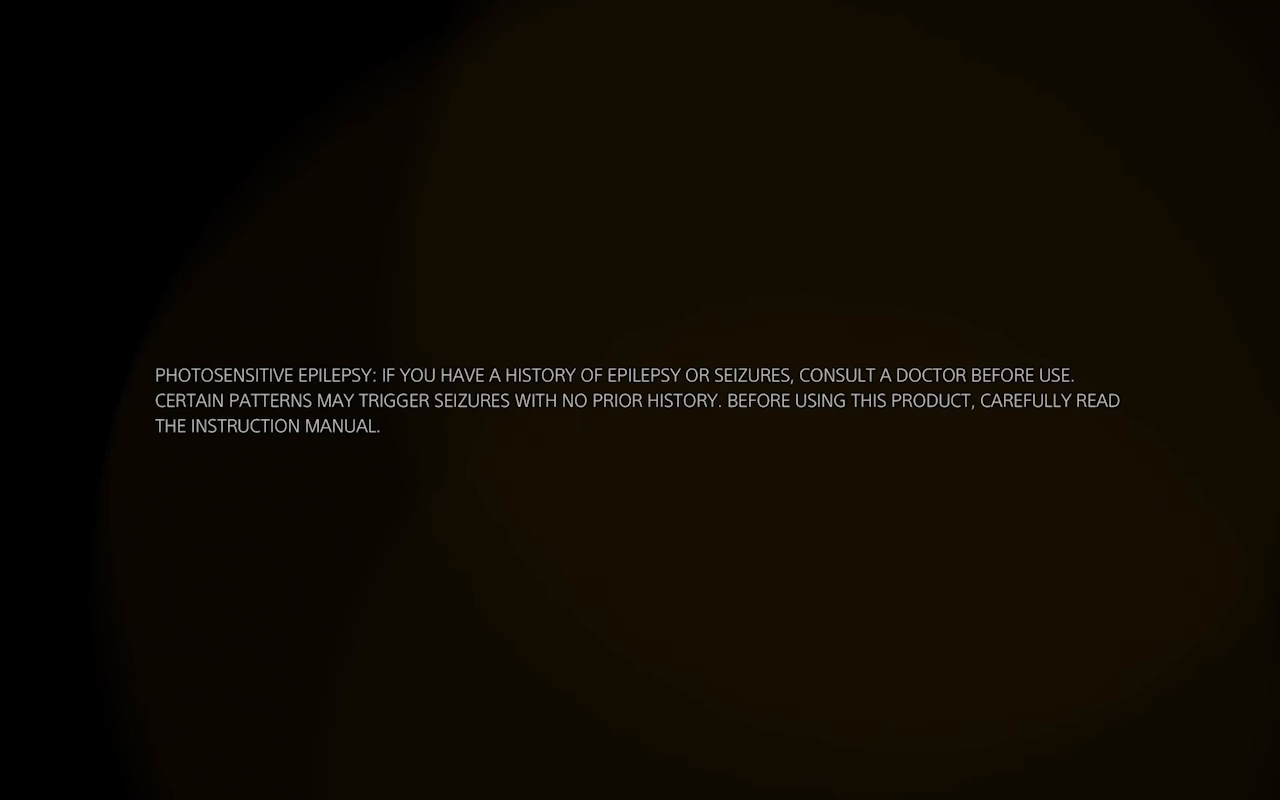 PHOTOSENSITIVE EPILEPSY: IF YOU HAVE A HISTORY OF EPILEPSY OR SEIZURES, CONSULT A DOCTOR BEFORE USE.
CERTAIN PATTERNS MAY TRIGGER SEIZURES WITH NO PRIOR HISTORY. BEFORE USING THIS PRODUCT, CAREFULLY READ
THE INSTRUCTION MANUAL.